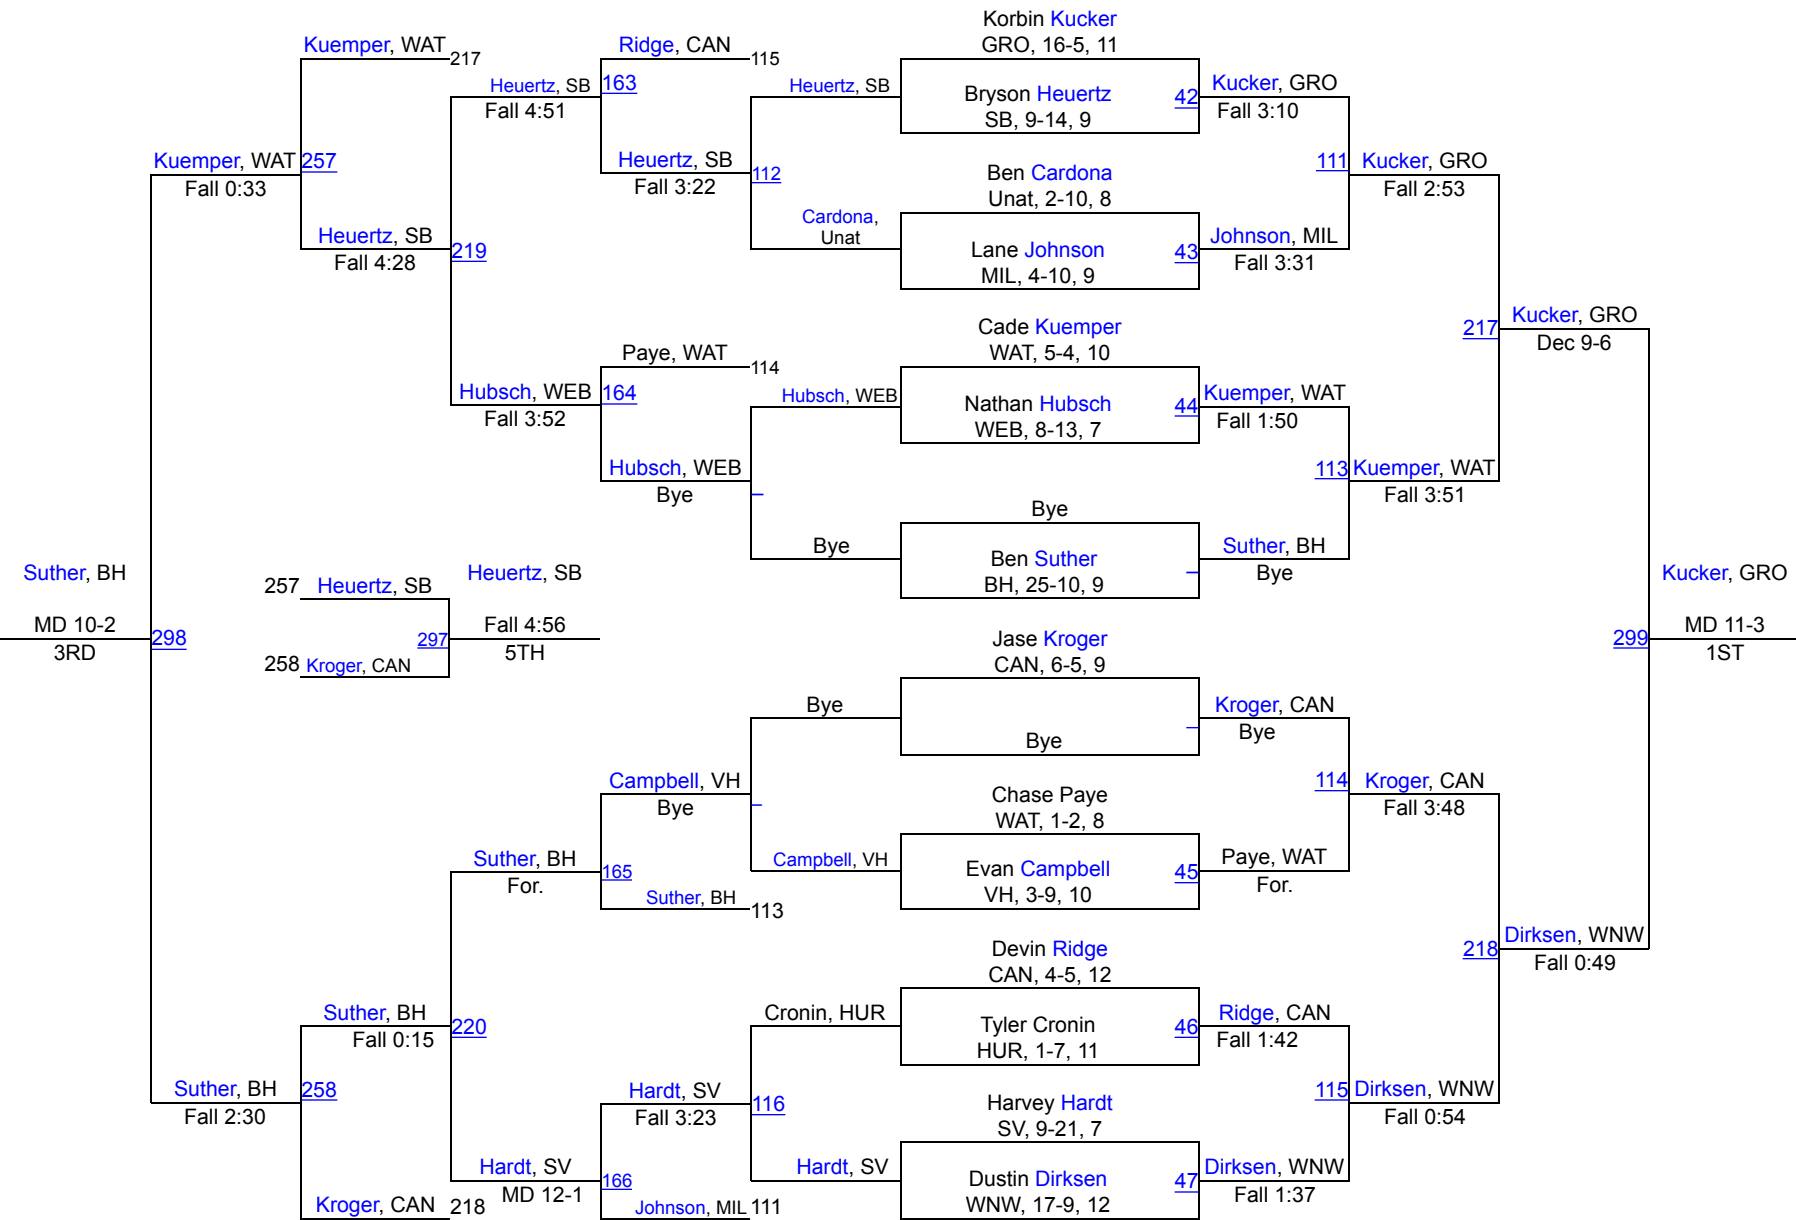 Korbin Kucker
GRO, 16-5, 11
Bryson Heuertz
SB, 9-14, 9
42
Ben Cardona
Unat, 2-10, 8
Lane Johnson
MIL, 4-10, 9
43
Cade Kuemper
WAT, 5-4, 10
Nathan Hubsch
WEB, 8-13, 7
44
Bye
Ben Suther
BH, 25-10, 9
Jase Kroger
CAN, 6-5, 9
Bye
Chase Paye
WAT, 1-2, 8
Evan Campbell
VH, 3-9, 10
45
Devin Ridge
CAN, 4-5, 12
Tyler Cronin
HUR, 1-7, 11
46
Harvey Hardt
SV, 9-21, 7
Dustin Dirksen
WNW, 17-9, 12
47
Kucker, GRO
Fall 3:10
111
Johnson, MIL
Fall 3:31
Kuemper, WAT
Fall 1:50
113
Suther, BH
Bye
Kroger, CAN
Bye
114
Paye, WAT
For.
Ridge, CAN
Fall 1:42
115
Dirksen, WNW
Fall 1:37
Kucker, GRO
Fall 2:53
217
Kuemper, WAT
Fall 3:51
Kroger, CAN
Fall 3:48
218
Dirksen, WNW
Fall 0:54
Kucker, GRO
Dec 9-6
299
Dirksen, WNW
Fall 0:49
Kucker, GRO
MD 11-3
1ST
Heuertz, SB
112
Cardona,
Unat
Hubsch, WEB
Bye
Bye
Campbell, VH
Cronin, HUR
116
Hardt, SV
Ridge, CAN
115
163
Heuertz, SB
Fall 3:22
Paye, WAT
114
164
Hubsch, WEB
Bye
Campbell, VH
Bye
165
Suther, BH
113
Hardt, SV
Fall 3:23
166
Johnson, MIL
111
Heuertz, SB
Fall 4:51
219
Hubsch, WEB
Fall 3:52
Suther, BH
For.
220
Hardt, SV
MD 12-1
Kuemper, WAT
217
257
Heuertz, SB
Fall 4:28
Suther, BH
Fall 0:15
258
Kroger, CAN
218
Kuemper, WAT
Fall 0:33
298
Suther, BH
Fall 2:30
Suther, BH
MD 10-2
3RD
257
Heuertz, SB
297
258
Kroger, CAN
Heuertz, SB
Fall 4:56
5TH